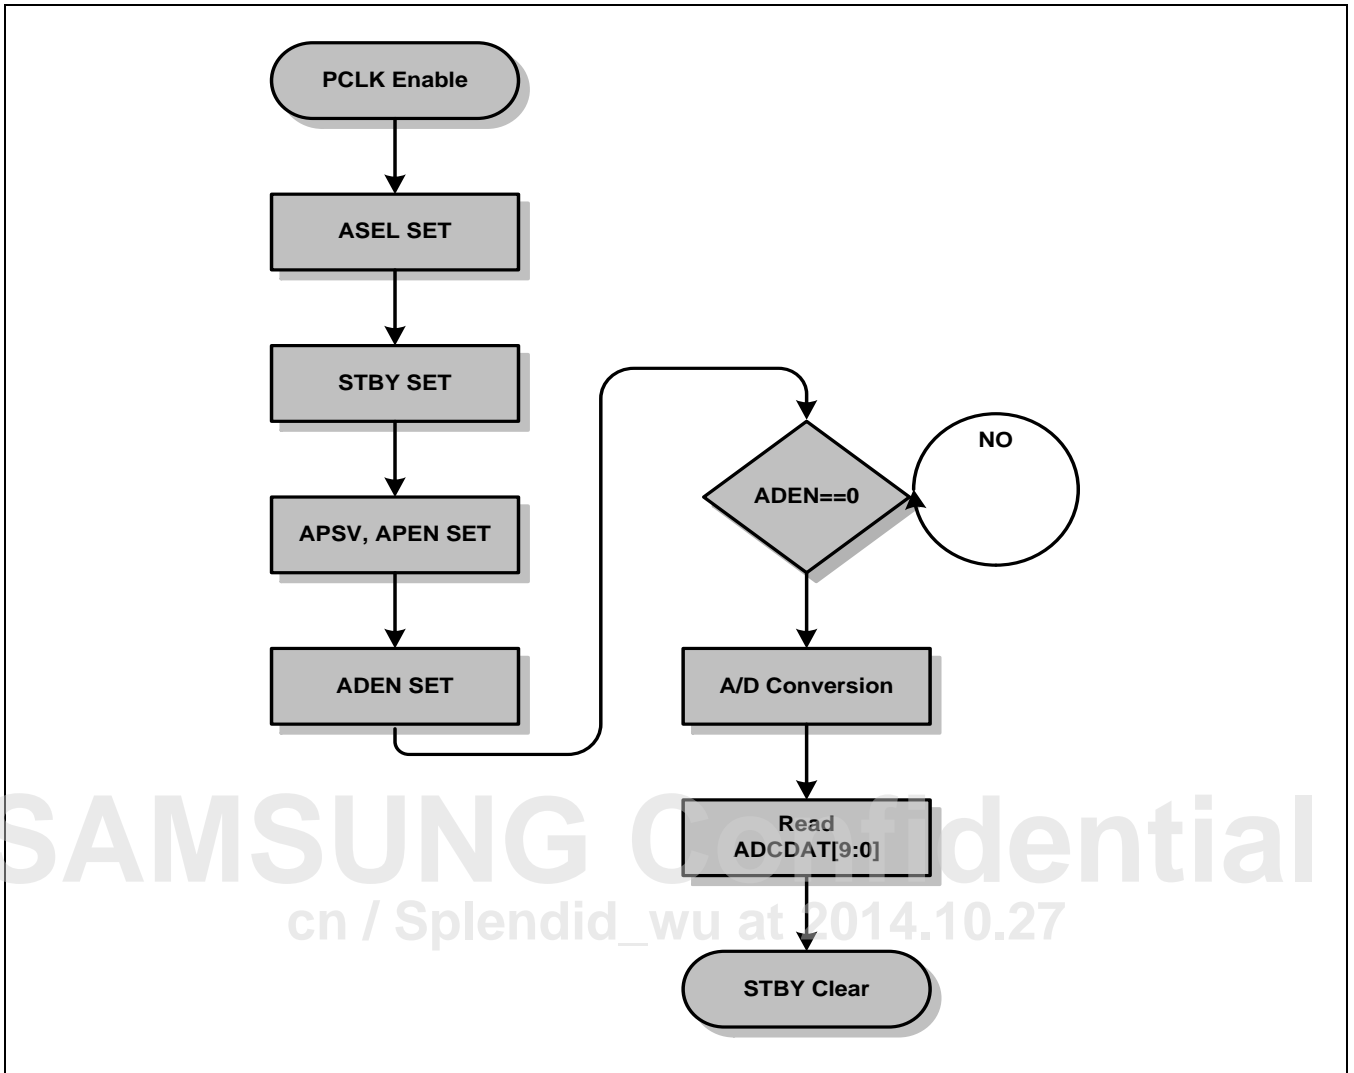 PCLK Enable
ASEL SET
STBY SET
APSV, APEN SET
ADEN SET
ADEN==0
NO
A/D Conversion
Read
ADCDAT[9:0]
STBY Clear
SAMSUNG Confidential
cn / Splendid_wu at 2014.10.27